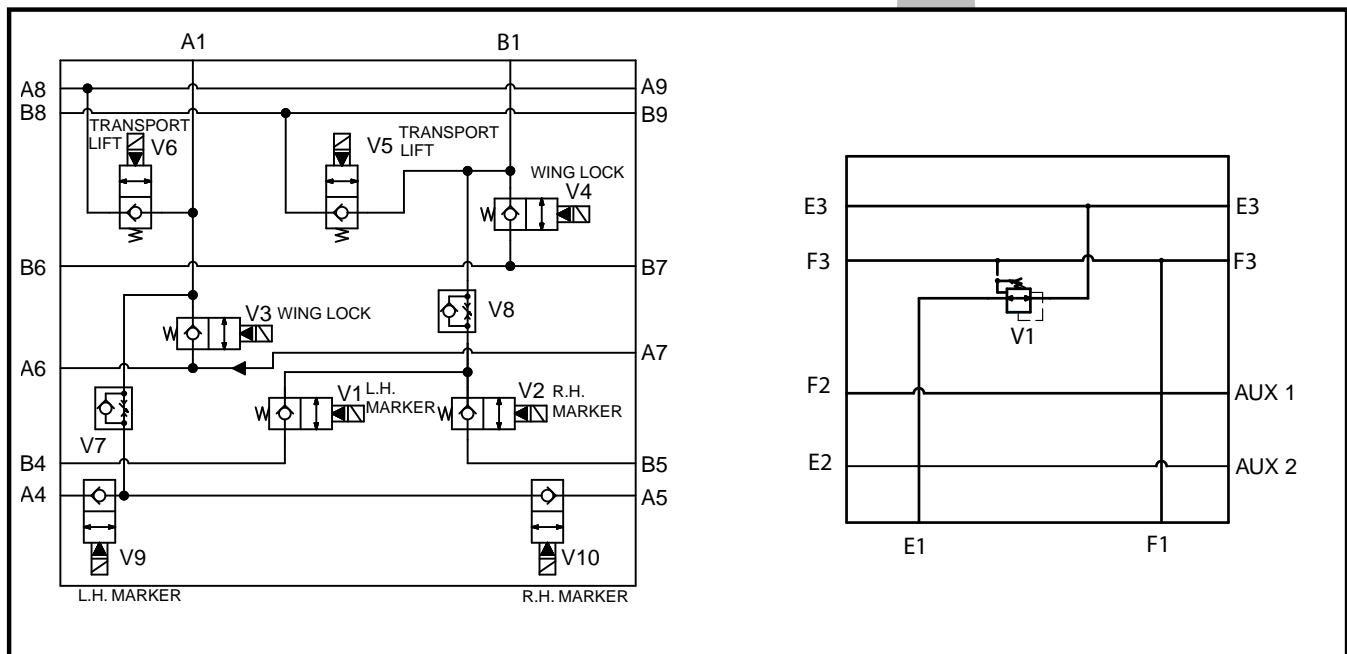 A1
B1
A8
A9
B8
B9
TRANSPORT
LIFT
V6
V5
TRANSPORT
LIFT
WING LOCK
V4
B6
B7
V3
WING LOCK
V8
A6
A7
V1
L.H.
MARKER
V2
R.H.
MARKER
V7
B4
B5
A4
A5
V9
V10
L.H. MARKER
R.H. MARKER
E3
E3
F3
F3
V1
F2
AUX 1
E2
AUX 2
E1
F1